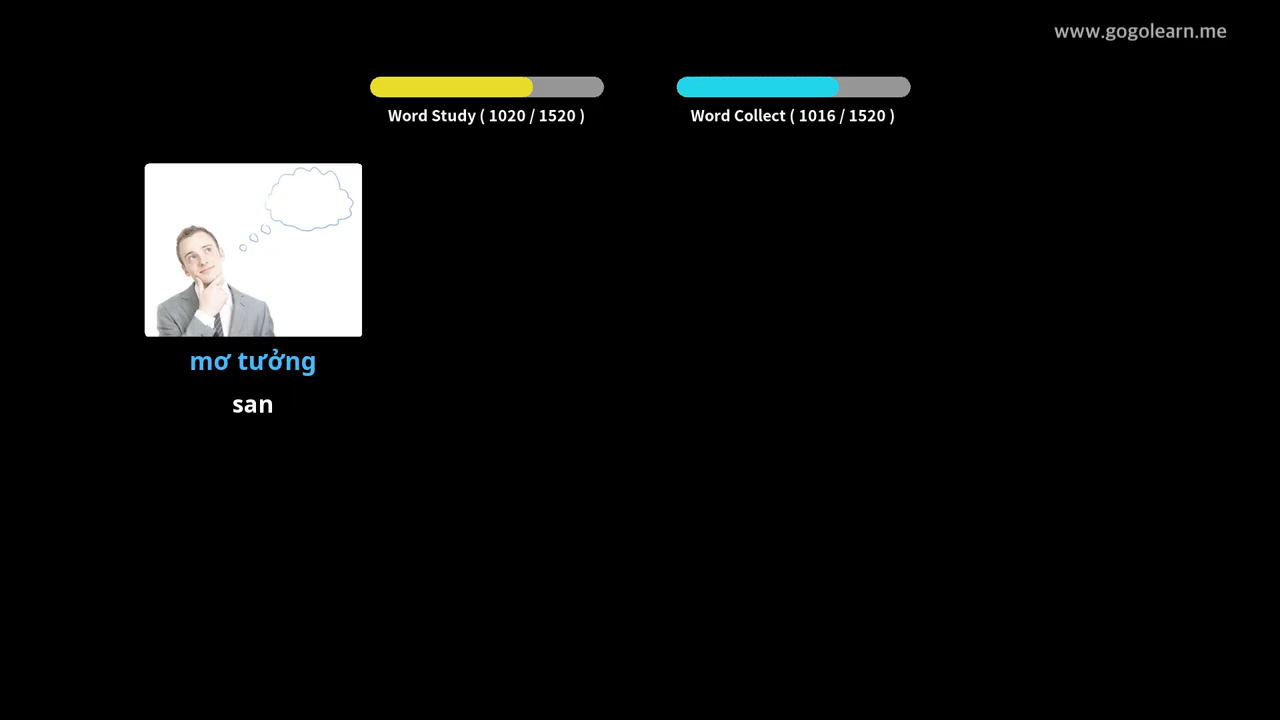 www.gogolearn.me
Word Study ( 1020 / 1520 )
Word Collect ( 1016 / 1520 )
mơ tưởng
san